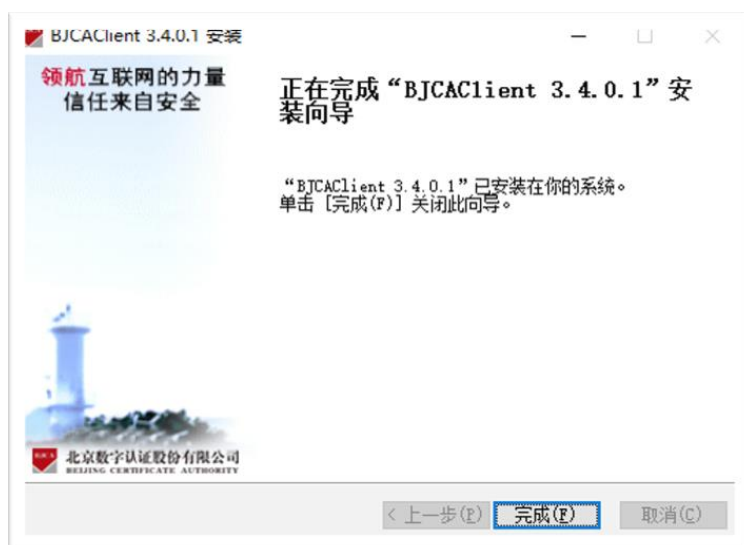 BJCAClient 3.4.0.1 安装
领航互联网的力量
信任来自安全
正在完成“BJCAClient 3.4.0.1”安
装向导
“BJCAClient 3.4.0.1”已安装在你的系统。
单击 [完成(F)] 关闭此向导。
BJCA
北京数字认证股份有限公司
BEIJING CERTIFICATE AUTHORITY
< 上一步(P) 完成(F) 取消(C)